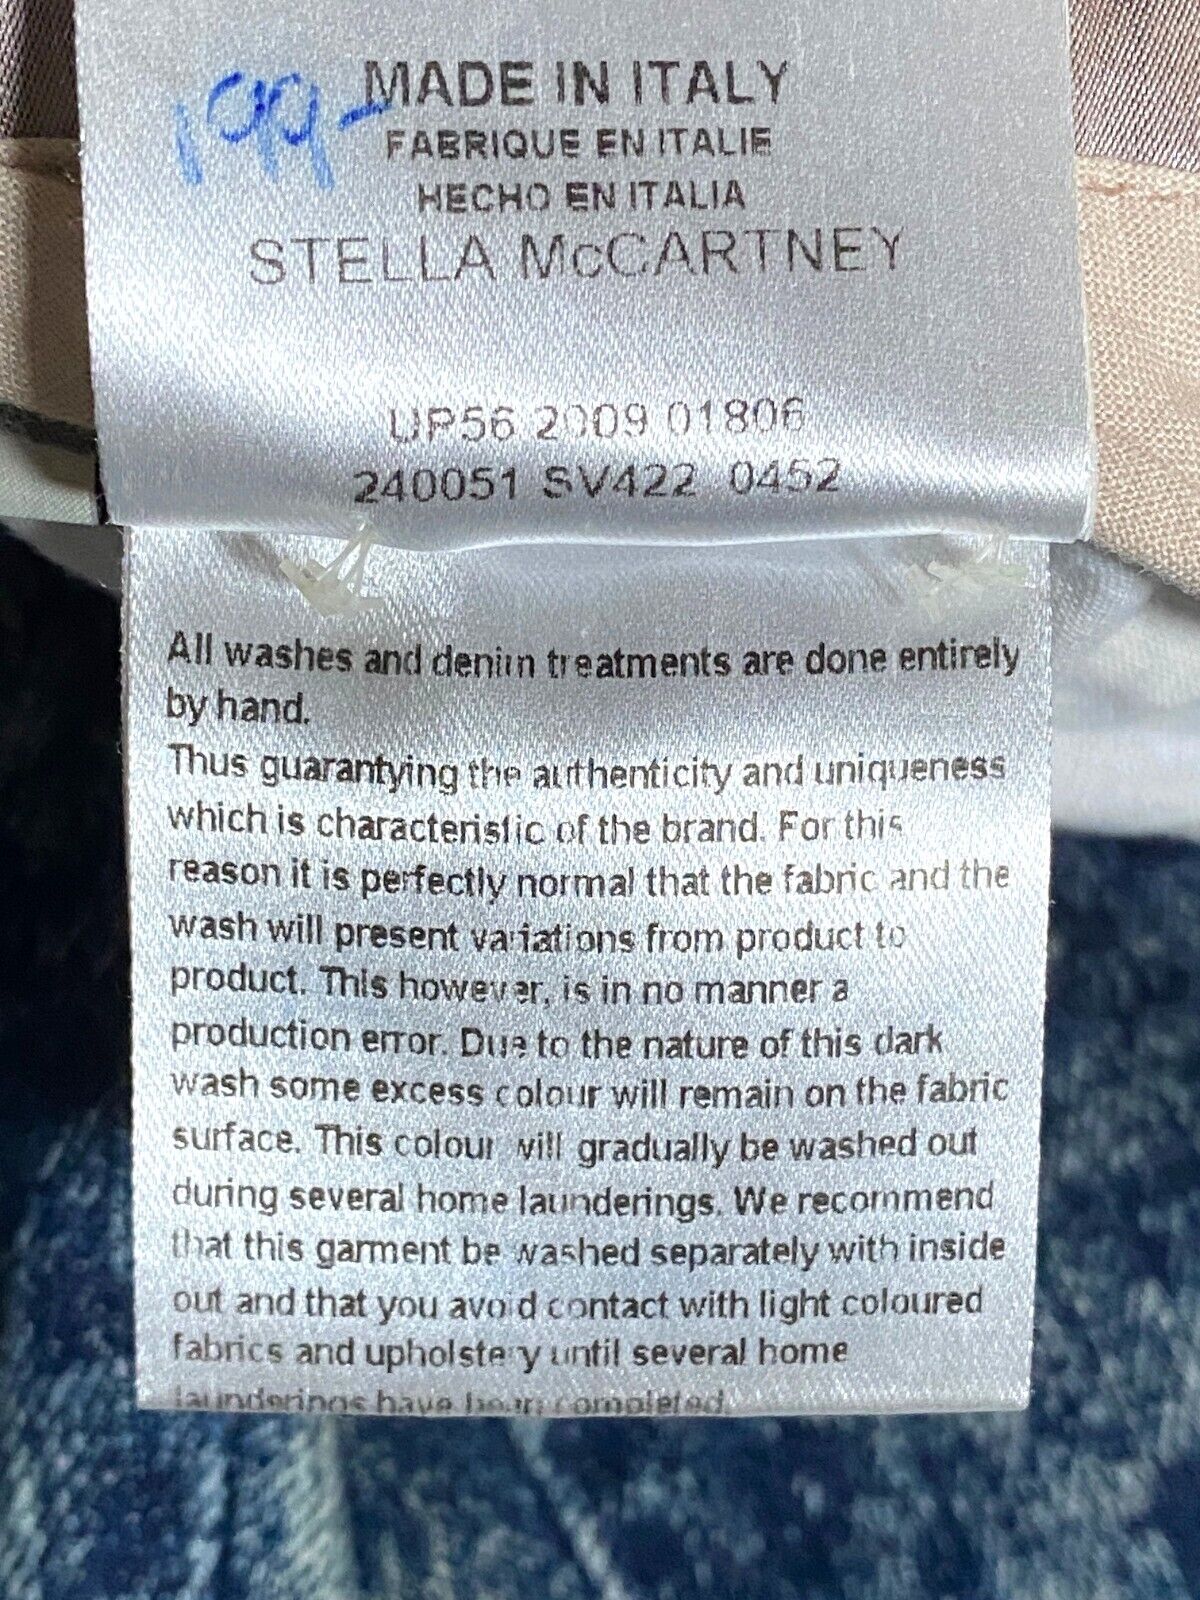 199-
MADE IN ITALY
FABRIQUE EN ITALIE
HECHO EN ITALIA
STELLA McCARTNEY
UP56 2009 01806
240051 SV422 0452
All washes and denim treatments are done entirely
by hand.
Thus guarantying the authenticity and uniqueness
which is characteristic of the brand. For this
reason it is perfectly normal that the fabric and the
wash will present variations from product to
product. This however, is in no manner a
production error. Due to the nature of this dark
wash some excess colour will remain on the fabric
surface. This colour will gradually be washed out
during several home launderings. We recommend
that this garment be washed separately with inside
out and that you avoid contact with light coloured
fabrics and upholstery until several home
launderings have been completed.